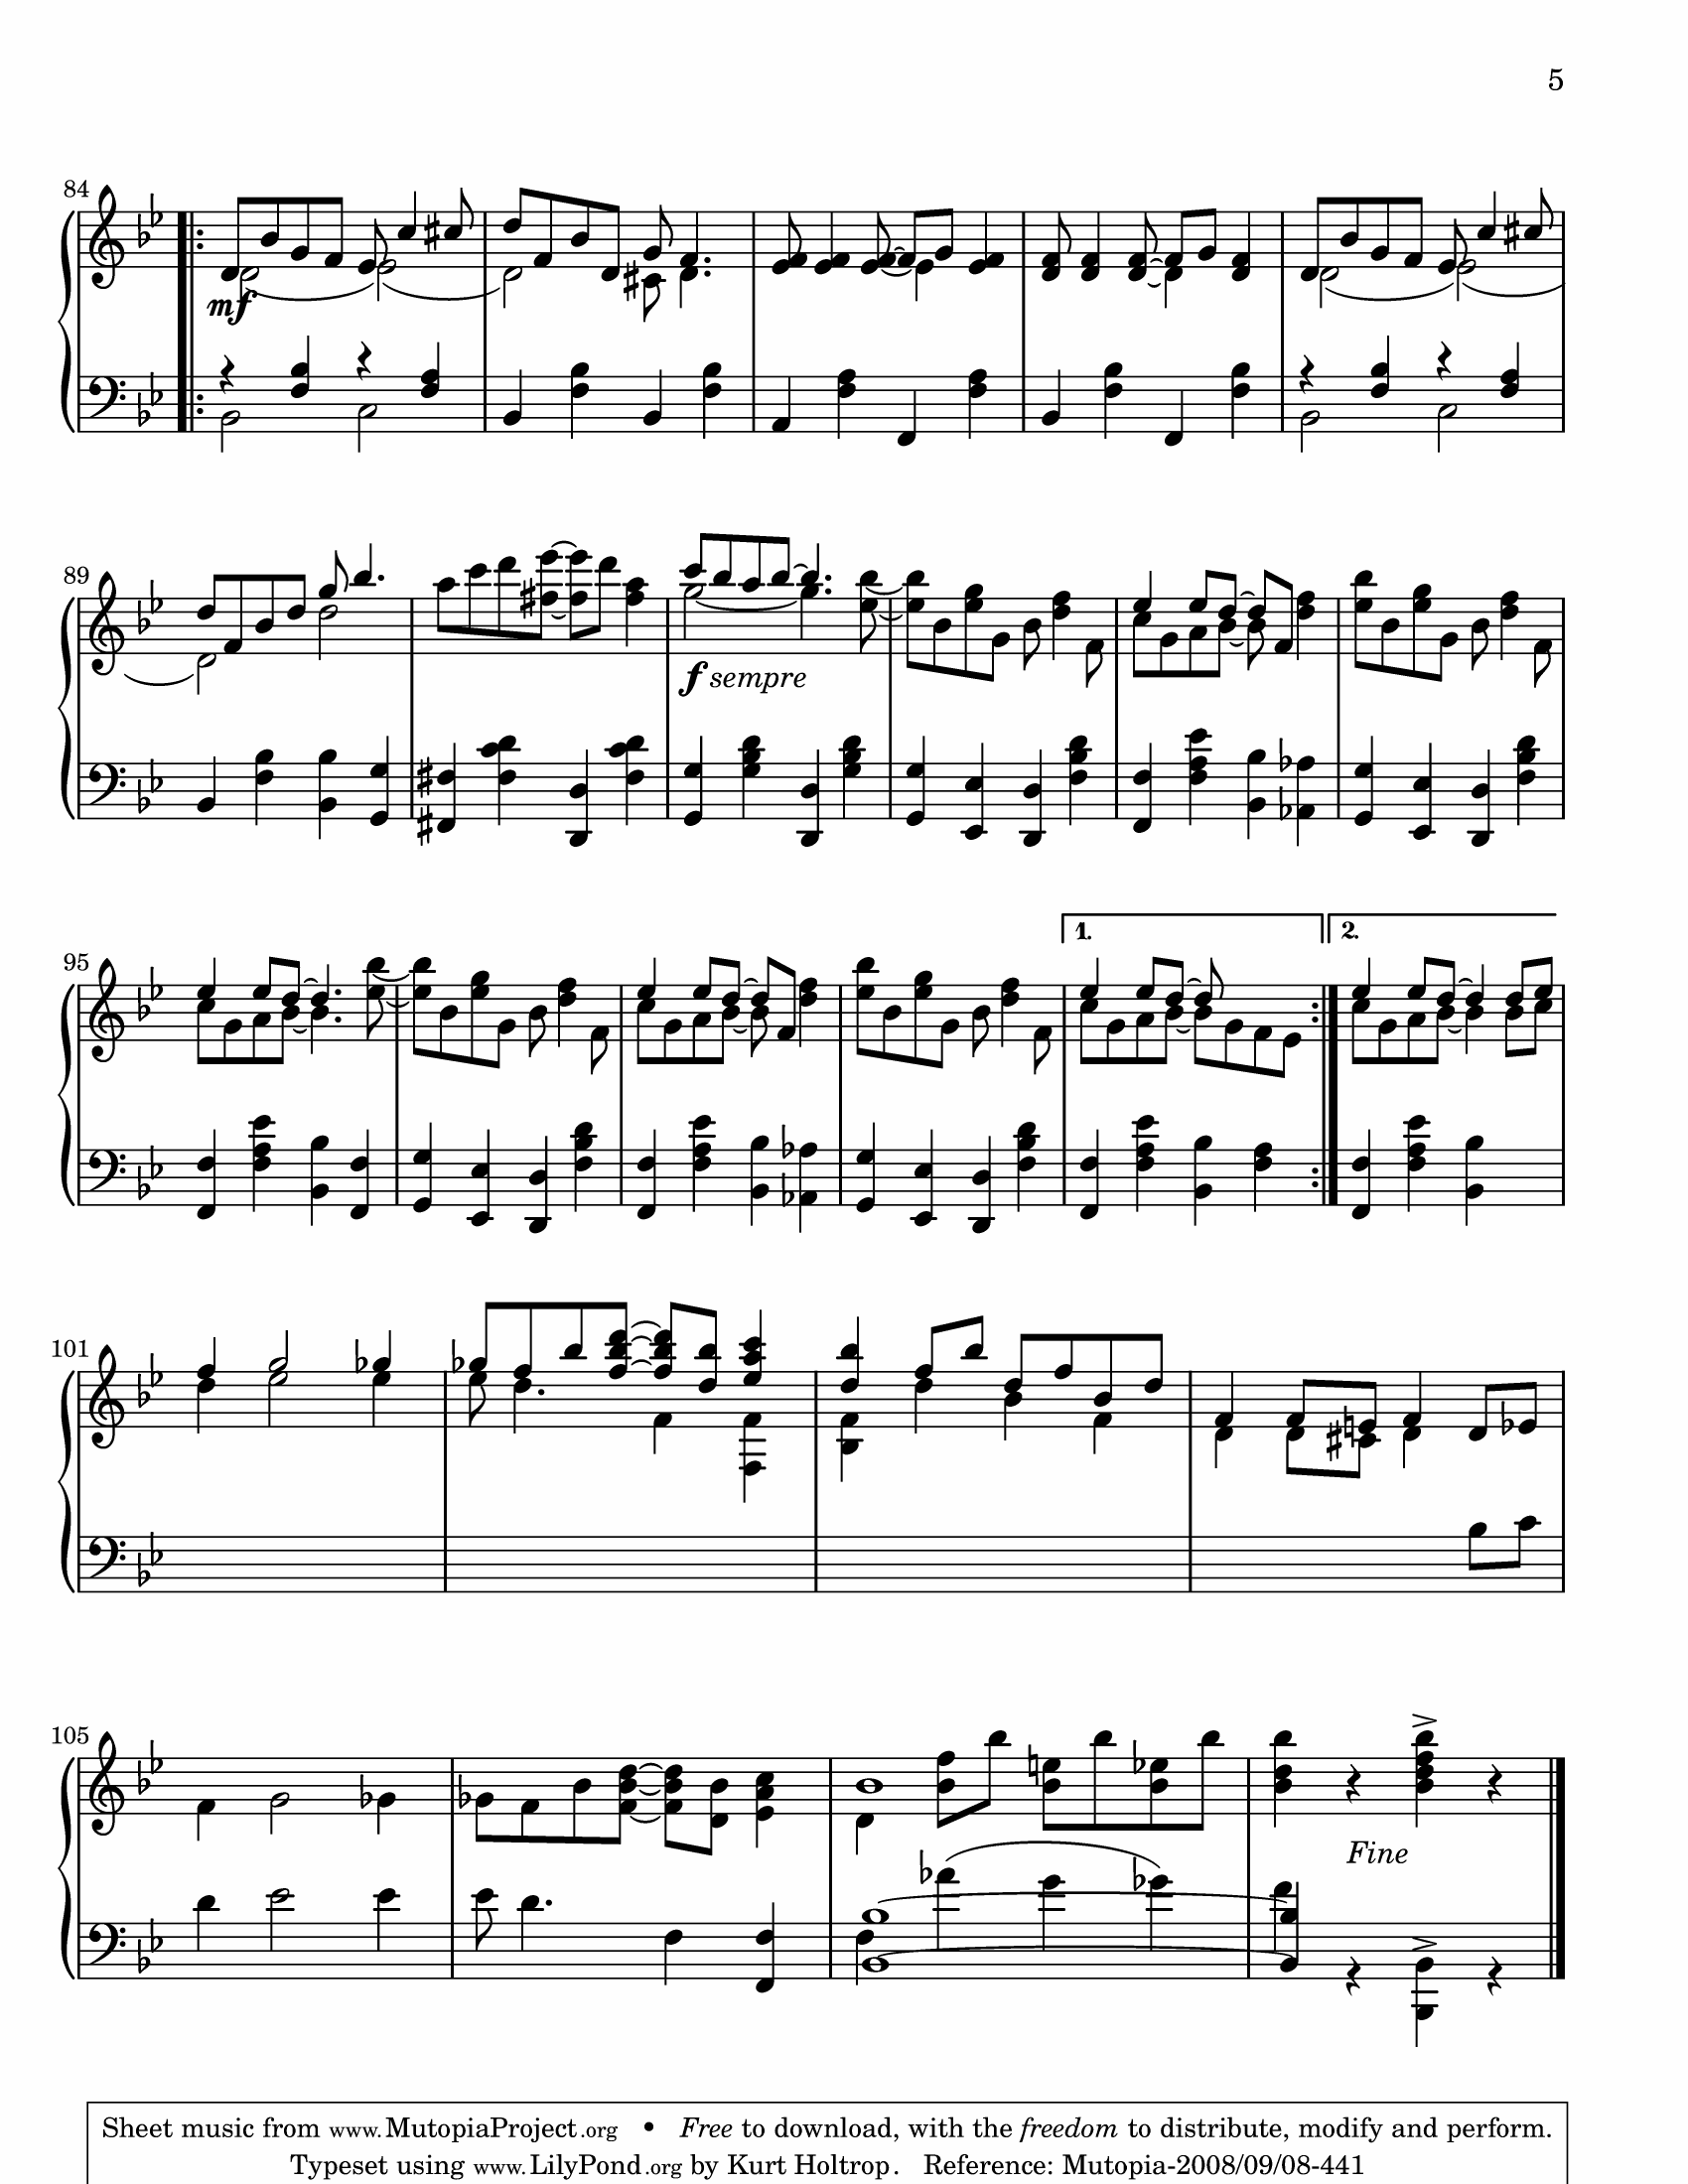 5
84
mf
89
f sempre
95
1.
2.
101
105
Fine
Sheet music from www.MutopiaProject.org • Free to download, with the freedom to distribute, modify and perform.
Typeset using www.LilyPond.org by Kurt Holtrop. Reference: Mutopia-2008/09/08-441